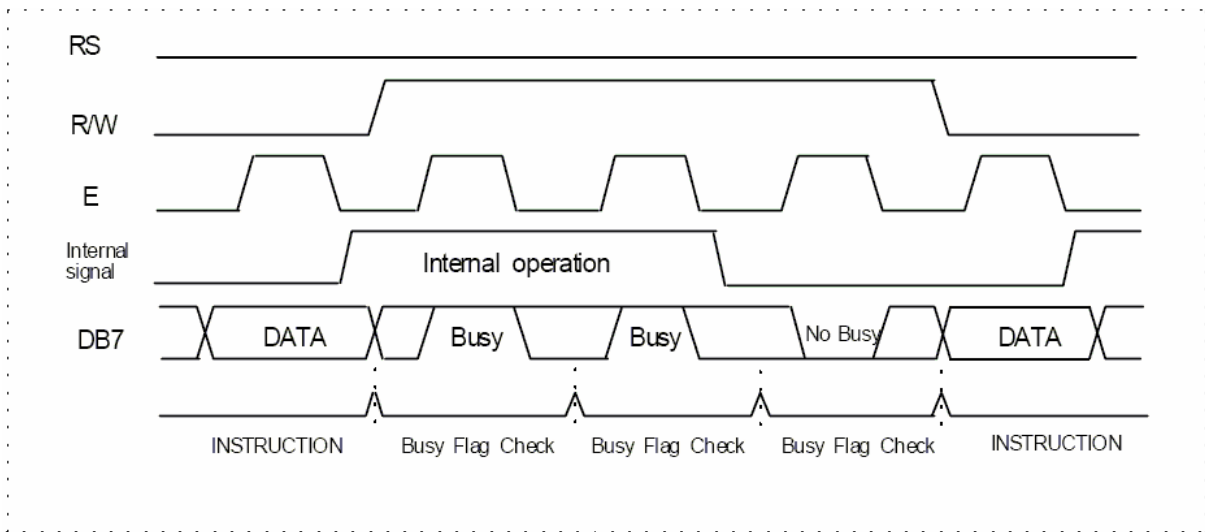 RS
R/W
E
Internal
signal
Internal operation
DB7
DATA
Busy
Busy
No Busy
DATA
INSTRUCTION
Busy Flag Check
Busy Flag Check
Busy Flag Check
INSTRUCTION